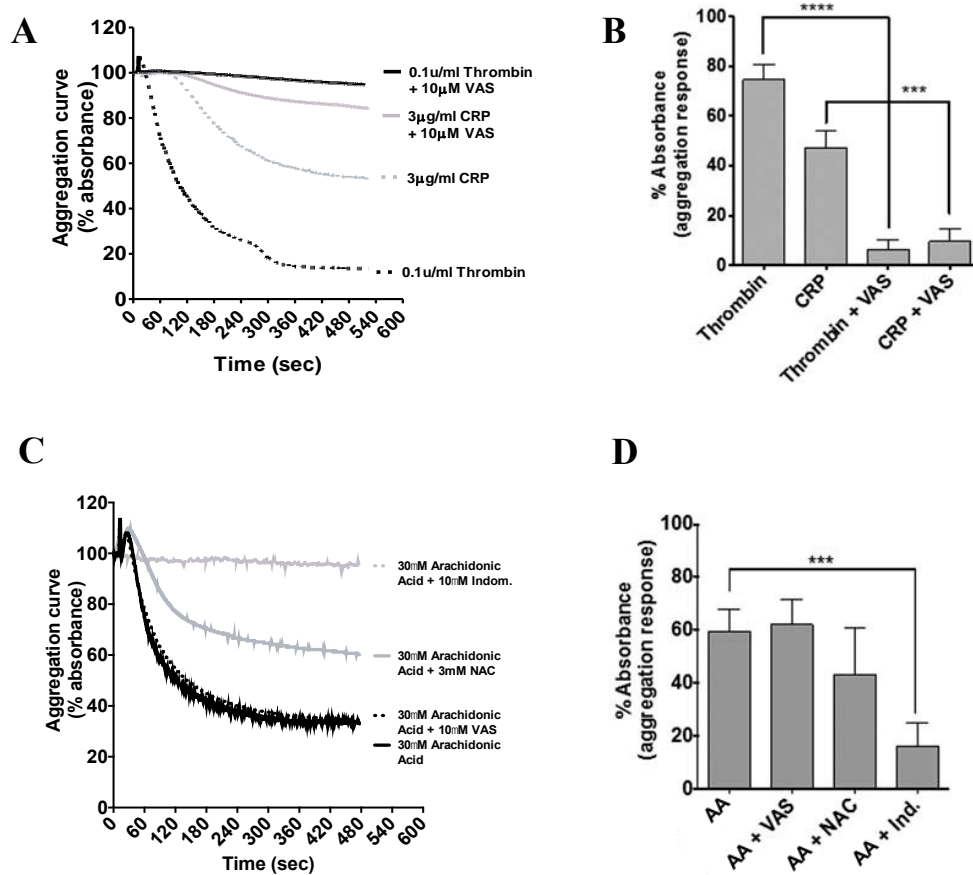 A
Aggregation curve
(% absorbance)
120
100
80
60
40
20
0
0
60
120
180
240
300
360
420
480
540
600
Time (sec)
0.1u/ml Thrombin
+ 10µM VAS
3µg/ml CRP
+ 10µM VAS
3µg/ml CRP
0.1u/ml Thrombin
B
% Absorbance
(aggregation response)
100
80
60
40
20
0
****
***
Thrombin
CRP
Thrombin + VAS
CRP + VAS
C
Aggregation curve
(% absorbance)
120
100
80
60
40
20
0
0
60
120
180
240
300
360
420
480
540
600
Time (sec)
30mM Arachidonic
Acid + 10mM Indom.
30mM Arachidonic
Acid + 3mM NAC
30mM Arachidonic
Acid + 10mM VAS
30mM Arachidonic
Acid
D
% Absorbance
(aggregation response)
100
80
60
40
20
0
***
AA
AA + VAS
AA + NAC
AA + Ind.